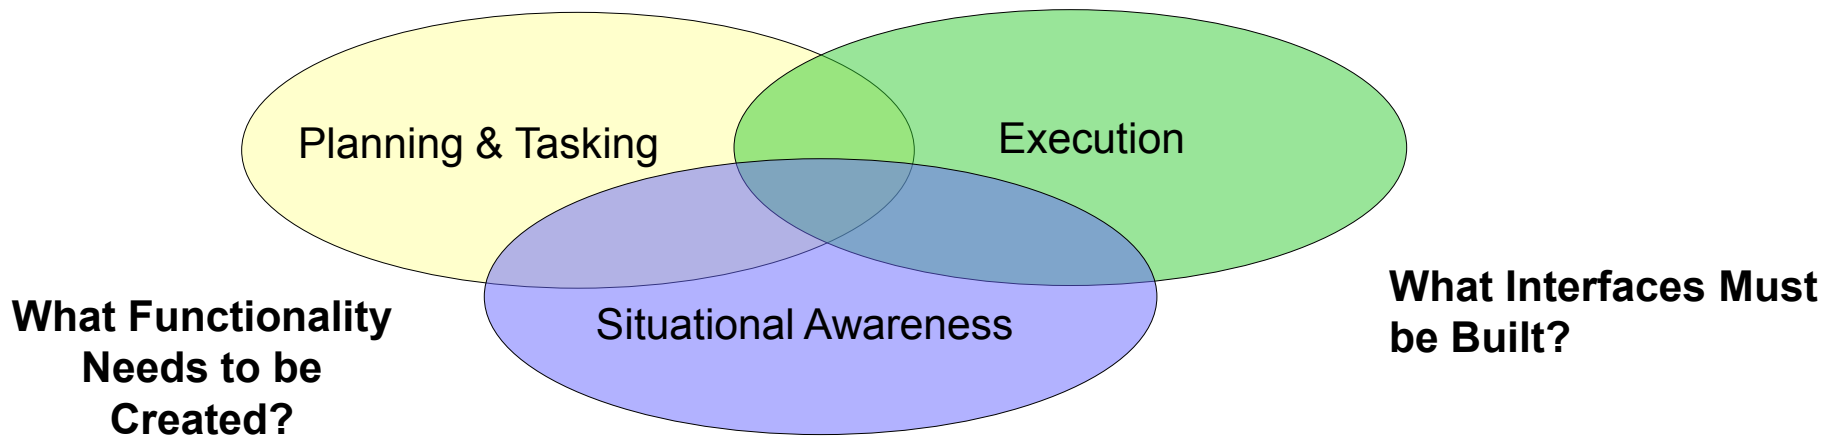 Planning & Tasking
Execution
Situational Awareness
What Functionality
Needs to be
Created?
What Interfaces Must
be Built?